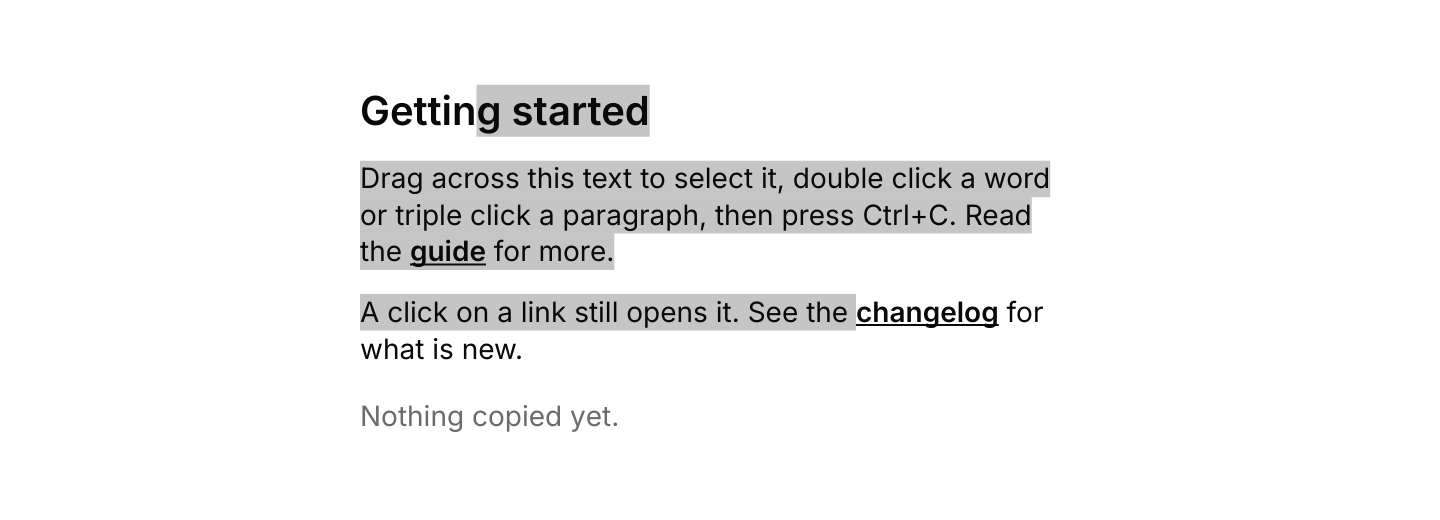 Getting started
Drag across this text to select it, double click a word
or triple click a paragraph, then press Ctrl+C. Read
the guide for more.
A click on a link still opens it. See the changelog for
what is new.
Nothing copied yet.